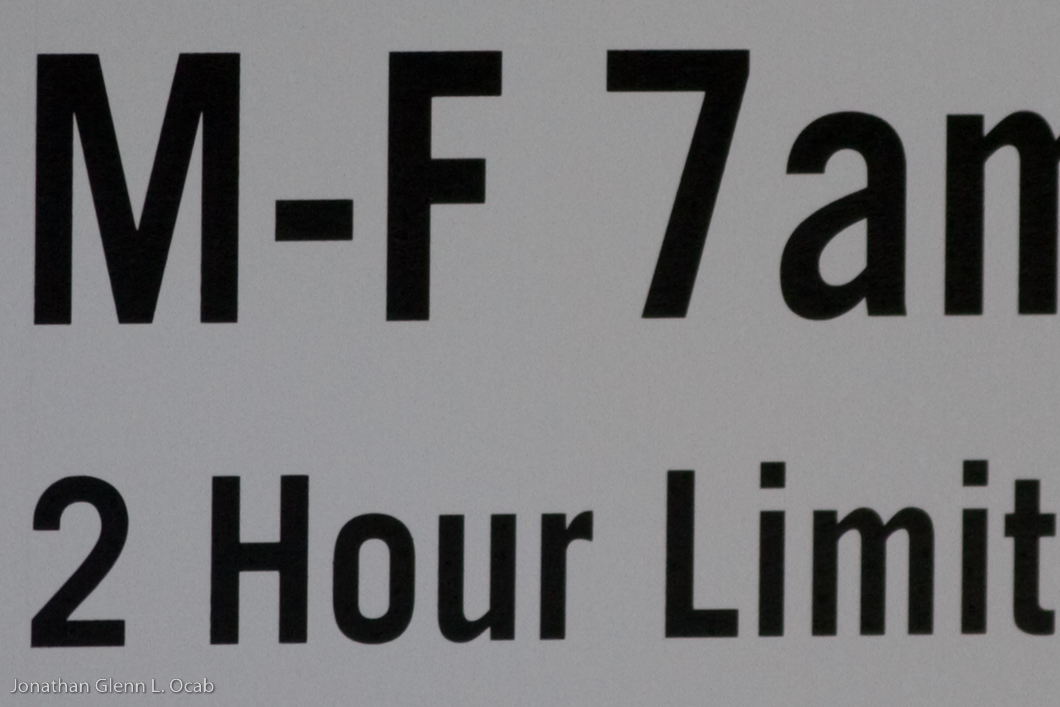 M-F 7am
2 Hour Limit
Jonathan Glenn L. Ocab